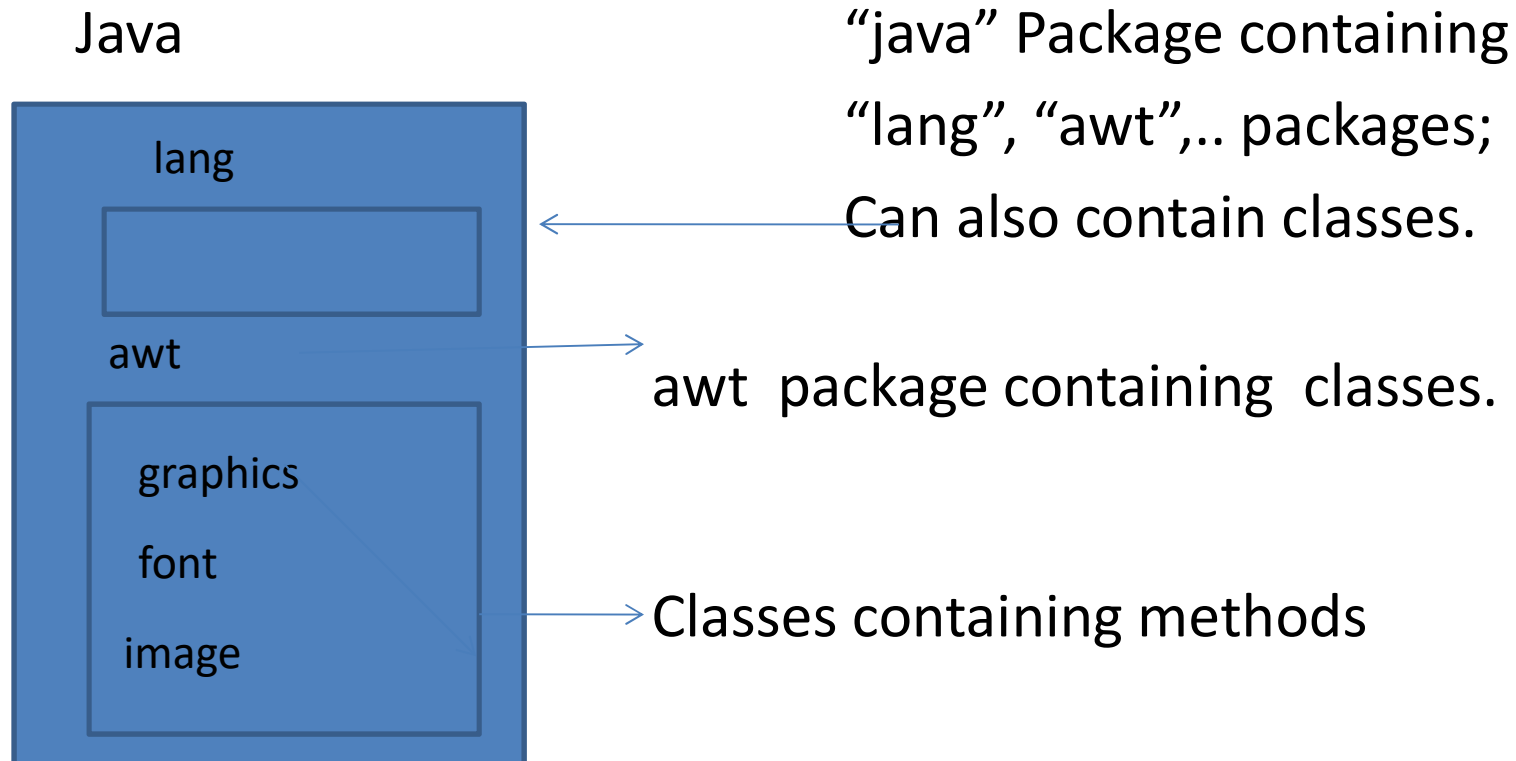 Java
lang
awt
graphics
font
image
“java” Package containing
“lang”, “awt”,.. packages;
Can also contain classes.
awt package containing classes.
Classes containing methods